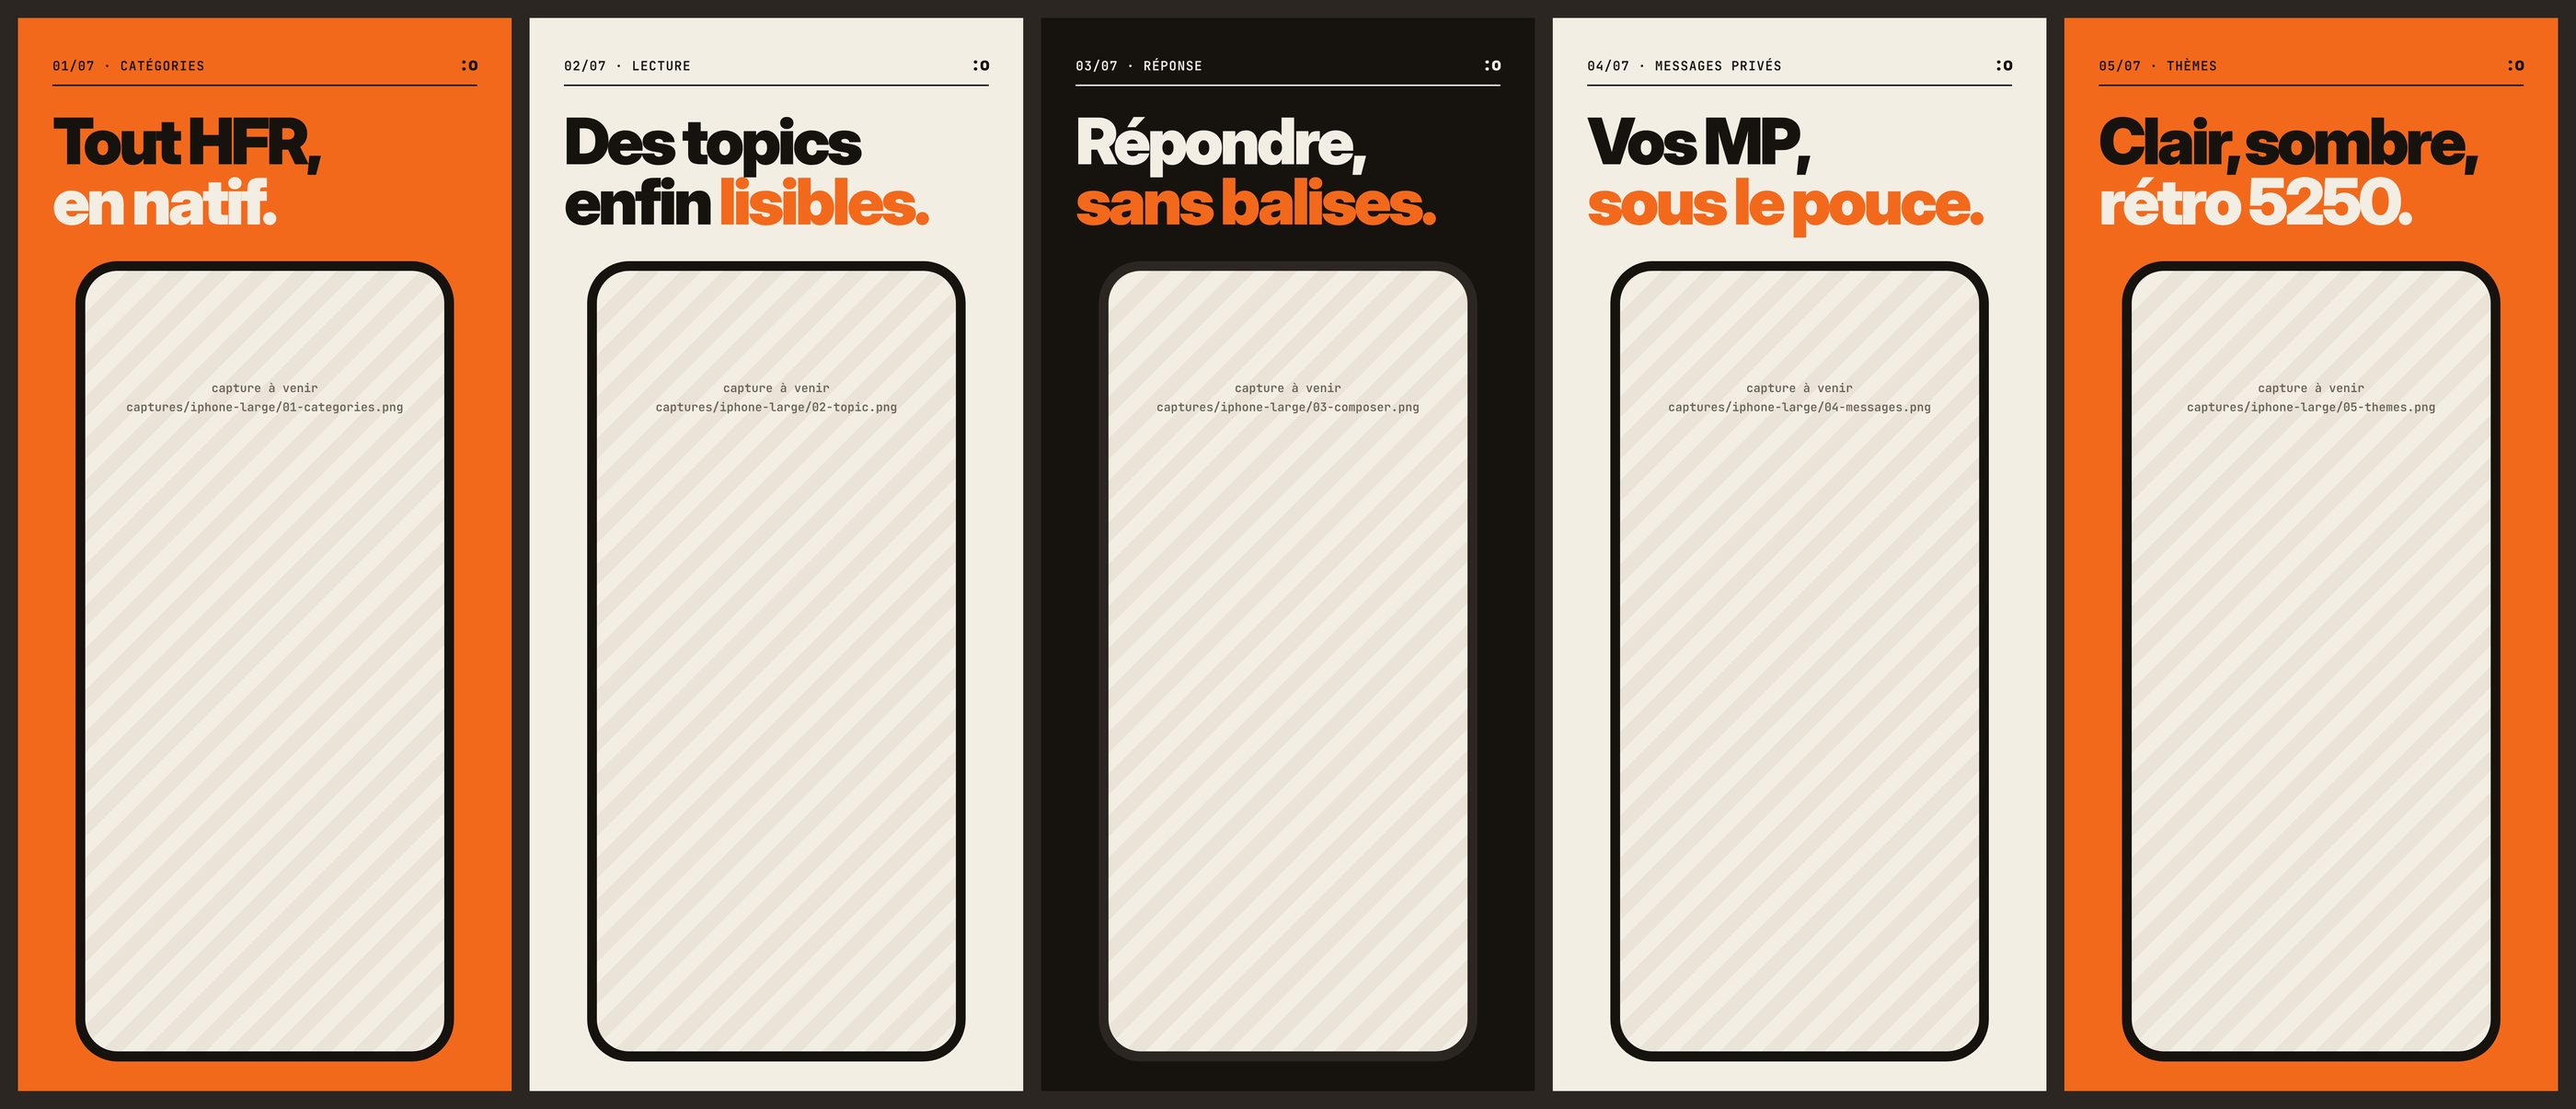 01/07 · CATÉGORIES :o
Tout HFR,
en natif.
capture à venir
captures/iphone-large/01-categories.png
02/07 · LECTURE :o
Des topics
enfin lisibles.
capture à venir
captures/iphone-large/02-topic.png
03/07 · RÉPONSE :o
Répondre,
sans balises.
capture à venir
captures/iphone-large/03-composer.png
04/07 · MESSAGES PRIVÉS :o
Vos MP,
sous le pouce.
capture à venir
captures/iphone-large/04-messages.png
05/07 · THÈMES :o
Clair, sombre,
rétro 5250.
capture à venir
captures/iphone-large/05-themes.png